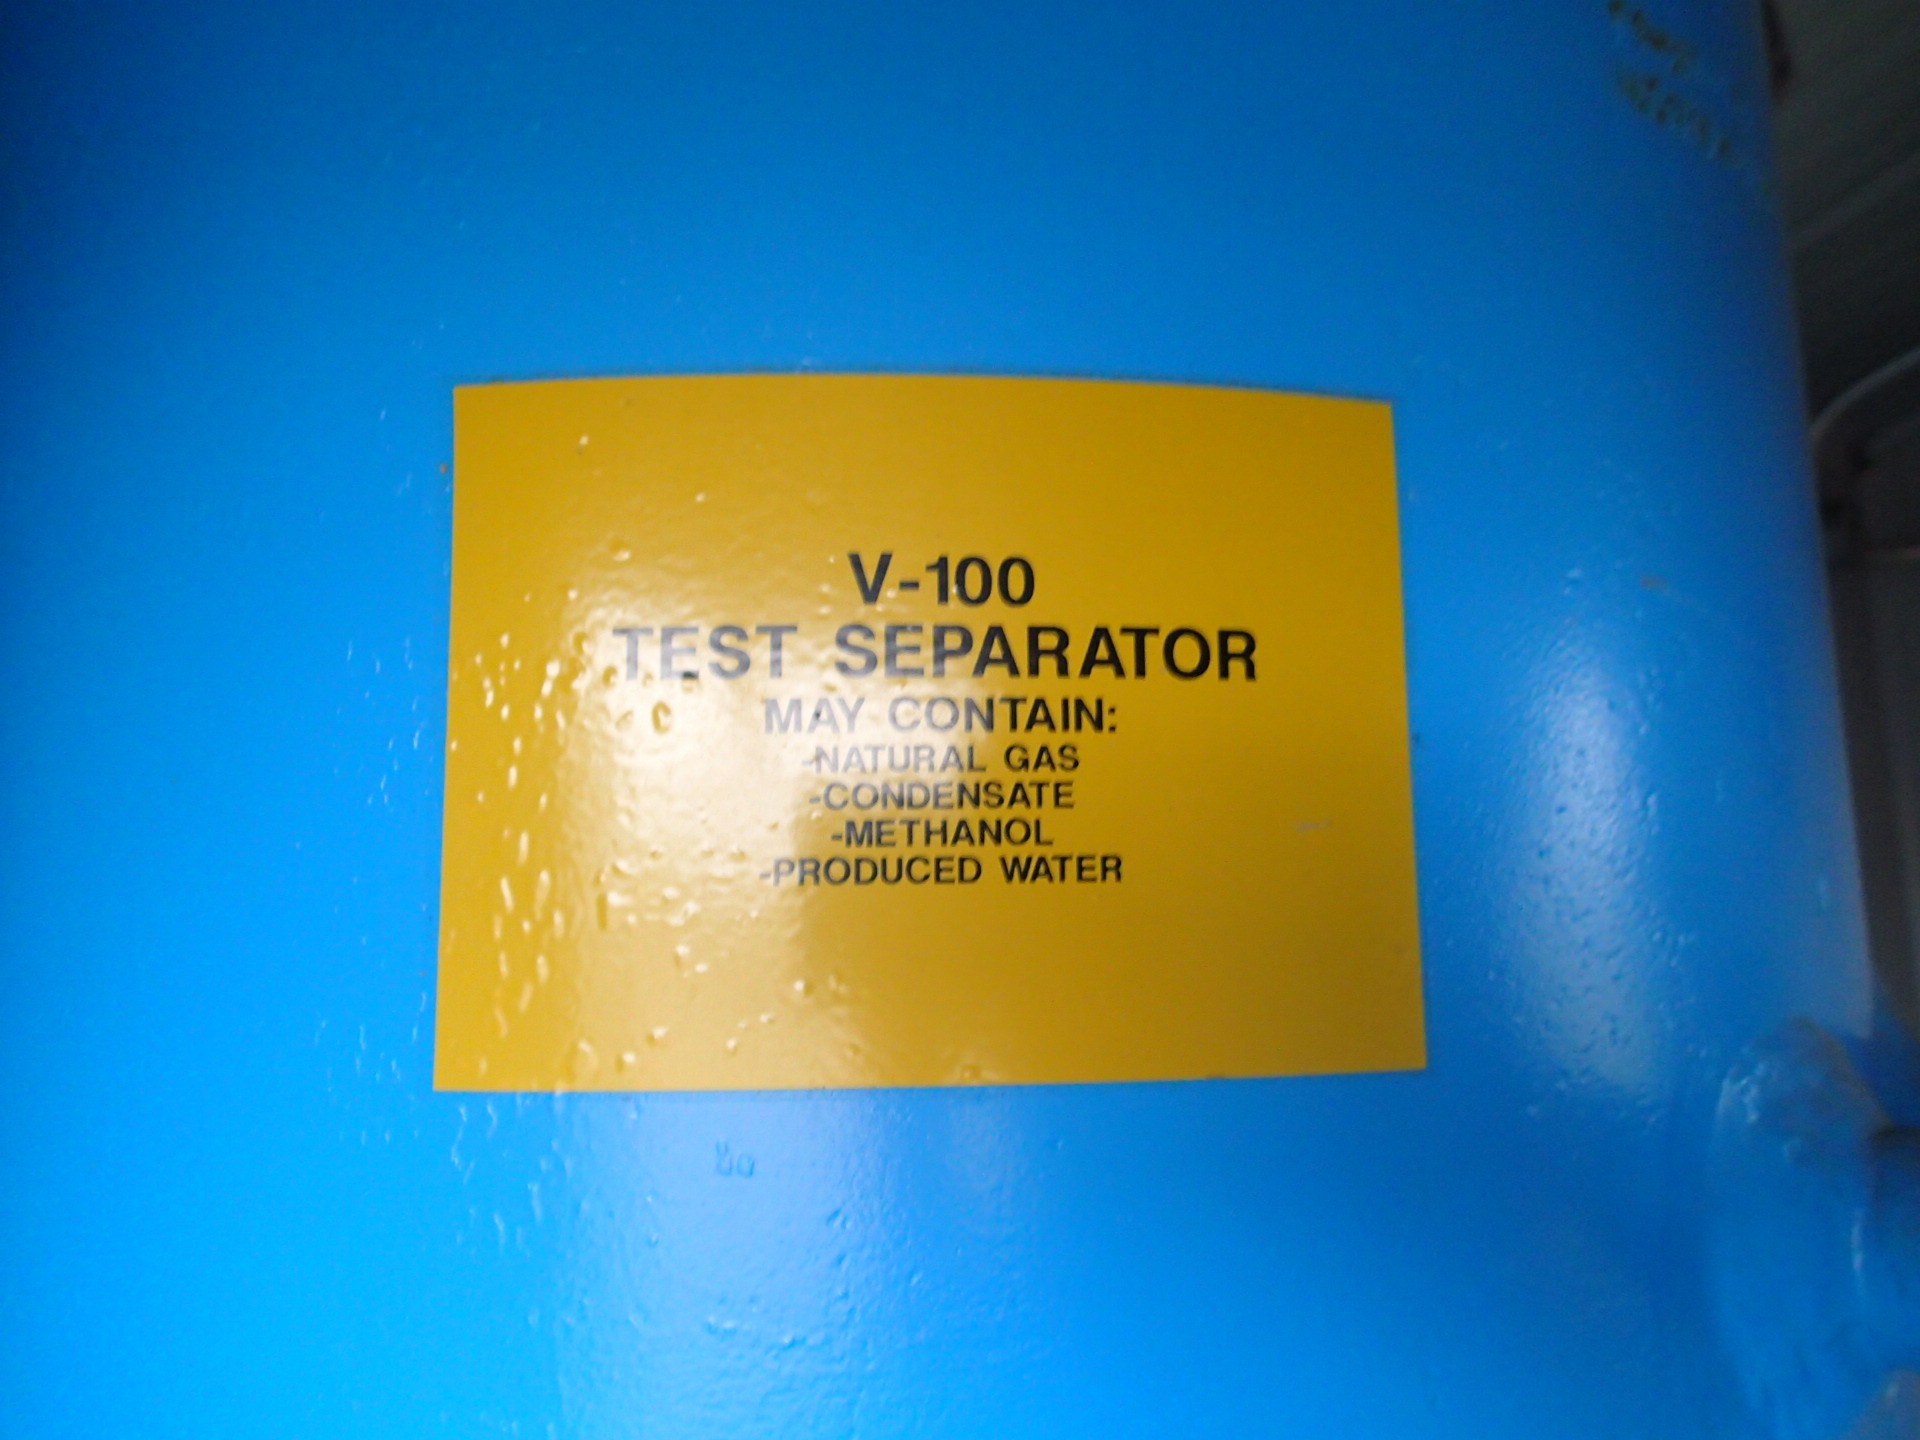 V-100
TEST SEPARATOR
MAY CONTAIN:
-NATURAL GAS
-CONDENSATE
-METHANOL
-PRODUCED WATER